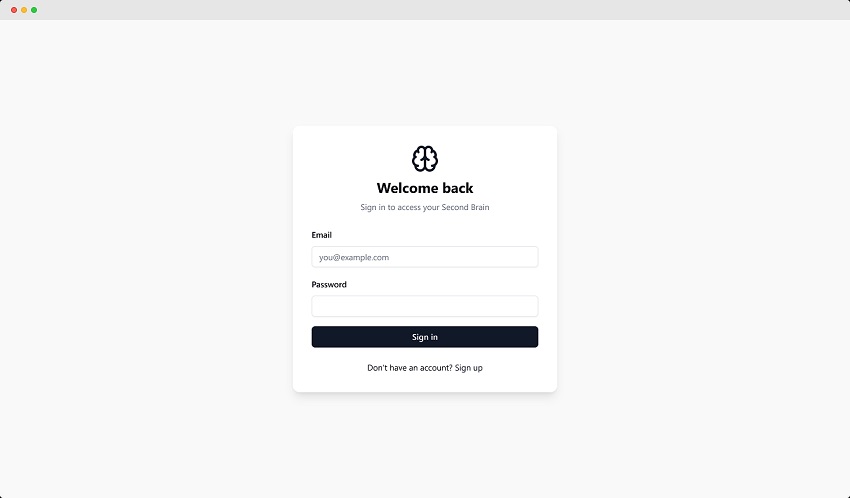 Welcome back
Sign in to access your Second Brain
Email
you@example.com
Password
Sign in
Don't have an account? Sign up